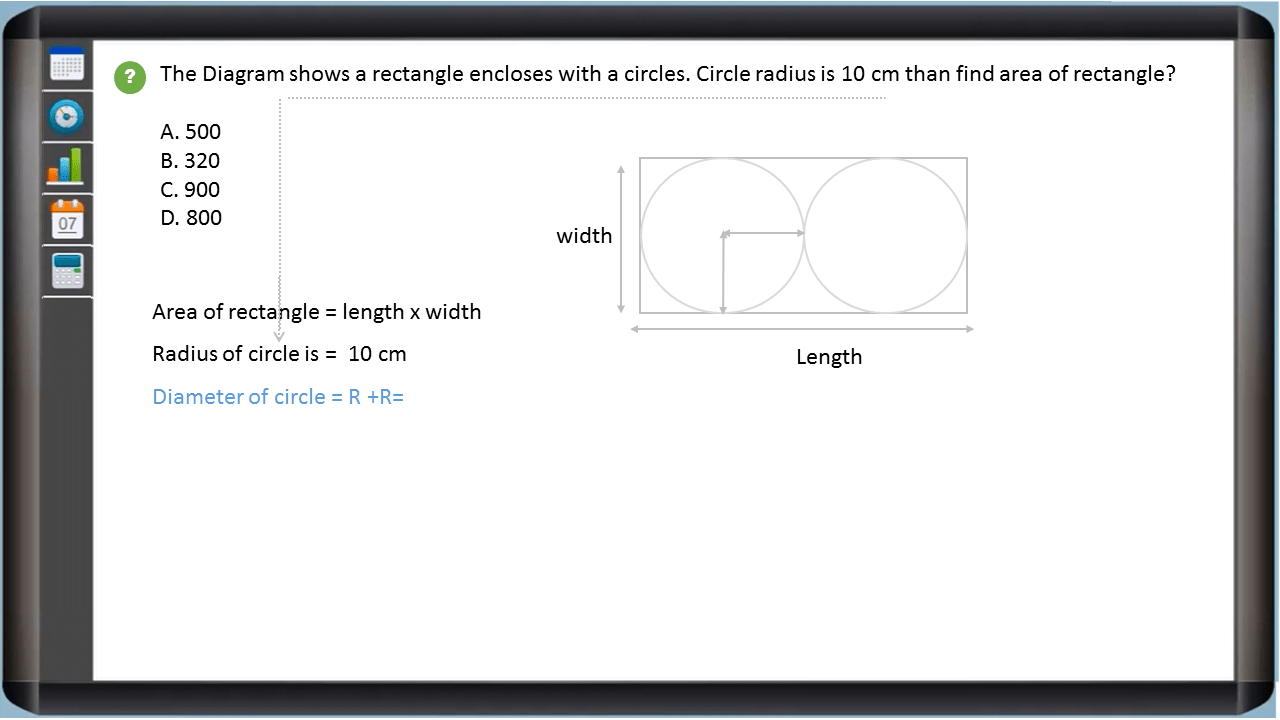 ? The Diagram shows a rectangle encloses with a circles. Circle radius is 10 cm than find area of rectangle?
A. 500
B. 320
C. 900
D. 800
width
Area of rectangle = length x width
Radius of circle is = 10 cm
Length
Diameter of circle = R +R=
07